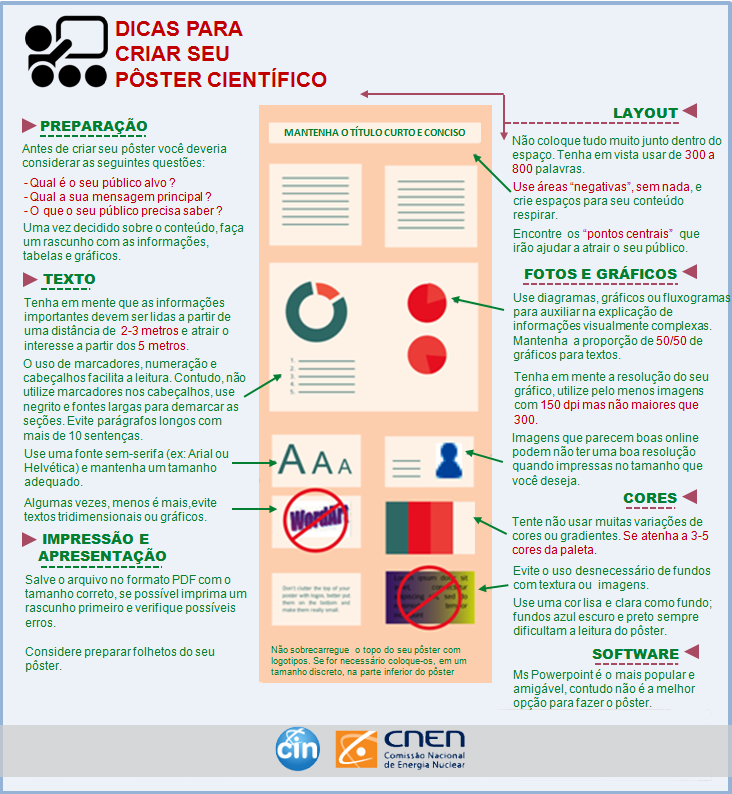 DICAS PARA
CRIAR SEU
PÔSTER CIENTÍFICO
PREPARAÇÃO
Antes de criar seu pôster você deveria
considerar as seguintes questões:
- Qual é o seu público alvo ?
- Qual a sua mensagem principal ?
- O que o seu público precisa saber ?
Uma vez decidido sobre o conteúdo, faça
um rascunho com as informações,
tabelas e gráficos.
TEXTO
Tenha em mente que as informações
importantes devem ser lidas a partir de
uma distância de 2-3 metros e atrair o
interesse a partir dos 5 metros.
O uso de marcadores, numeração e
cabeçalhos facilita a leitura. Contudo, não
utilize marcadores nos cabeçalhos, use
negrito e fontes largas para demarcar as
seções. Evite parágrafos longos com
mais de 10 sentenças.
Use uma fonte sem-serifa (ex: Arial ou
Helvética) e mantenha um tamanho
adequado.
Algumas vezes, menos é mais,evite
textos tridimensionais ou gráficos.
IMPRESSÃO E
APRESENTAÇÃO
Salve o arquivo no formato PDF com o
tamanho correto, se possível imprima um
rascunho primeiro e verifique possíveis
erros.
Considere preparar folhetos do seu
pôster.
MANTENHA O TÍTULO CURTO E CONCISO
1.
2.
3.
4.
5.
A A A
WordArt
Don't clutter the top of your
poster with logos, better put
them on the bottom and
make them really small.
Lorem ipsum dolor sit
Não sobrecarregue o topo do seu pôster com
logotipos. Se for necessário coloque-os, em um
tamanho discreto, na parte inferior do pôster
LAYOUT
Não coloque tudo muito junto dentro do
espaço. Tenha em vista usar de 300 a
800 palavras.
Use áreas “negativas”, sem nada, e
crie espaços para seu conteúdo
respirar.
Encontre os “pontos centrais” que
irão ajudar a atrair o seu público.
FOTOS E GRÁFICOS
Use diagramas, gráficos ou fluxogramas
para auxiliar na explicação de
informações visualmente complexas.
Mantenha a proporção de 50/50 de
gráficos para textos.
Tenha em mente a resolução do seu
gráfico, utilize pelo menos imagens
com 150 dpi mas não maiores que
300.
Imagens que parecem boas online
podem não ter uma boa resolução
quando impressas no tamanho que
você deseja.
CORES
Tente não usar muitas variações de
cores ou gradientes. Se atenha a 3-5
cores da paleta.
Evite o uso desnecessário de fundos
com textura ou imagens.
Use uma cor lisa e clara como fundo;
fundos azul escuro e preto sempre
dificultam a leitura do pôster.
SOFTWARE
Ms Powerpoint é o mais popular e
amigável, contudo não é a melhor
opção para fazer o pôster.
cin
CNEN
Comissão Nacional
de Energia Nuclear